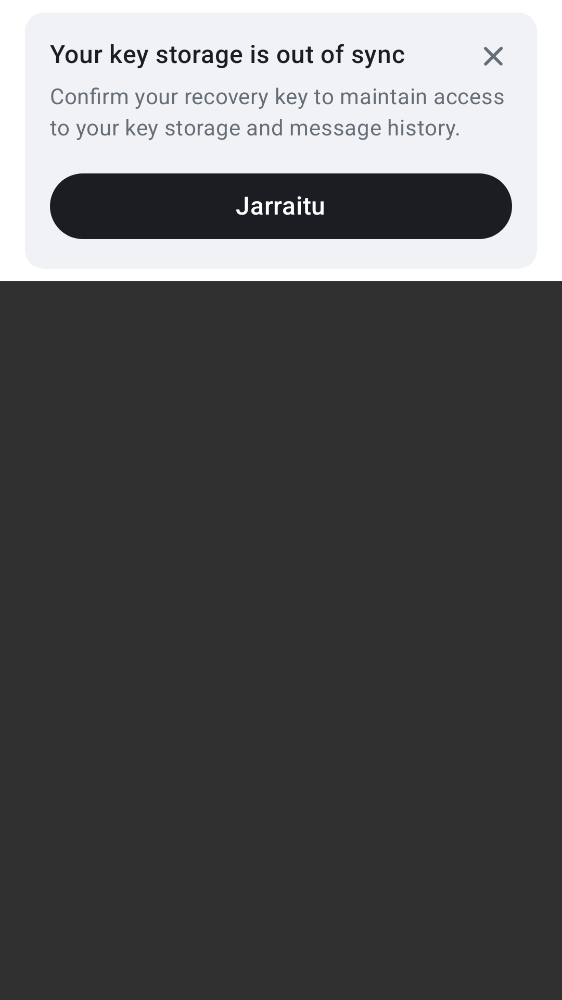 Your key storage is out of sync
Confirm your recovery key to maintain access
to your key storage and message history.
Jarraitu